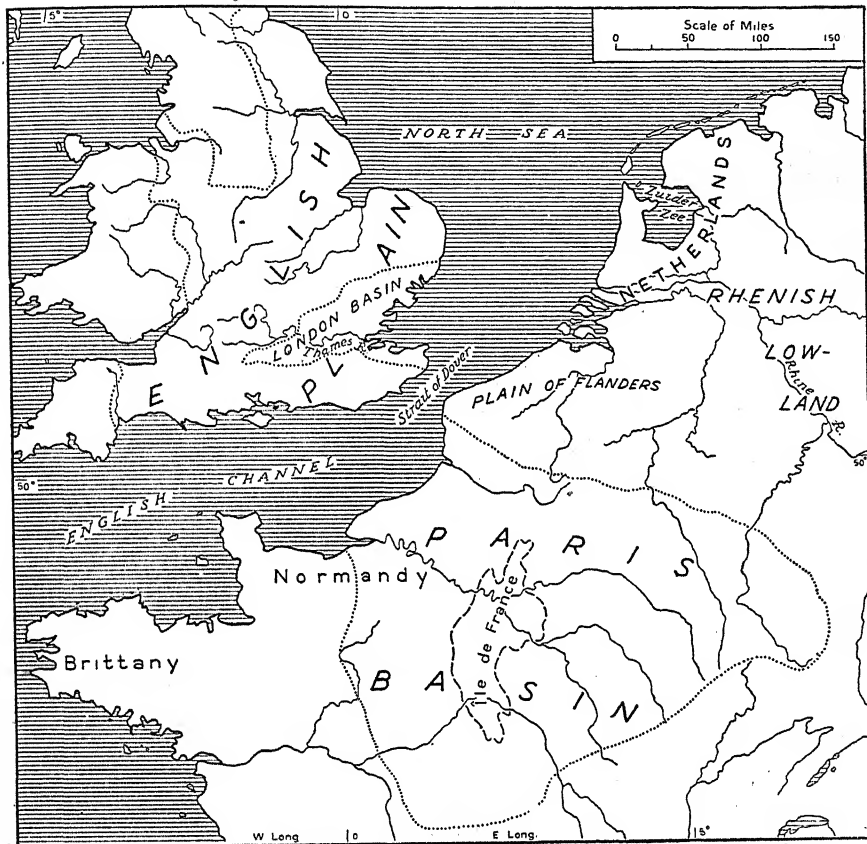 5°
0
Scale of Miles
0 50 100 150
NORTH SEA
ENGLISH
PLAIN
LONDON BASIN
Thames
Strait of Dover
Zuider
Zee
NETHERLANDS
RHENISH
LOW-
LAND
Rhine
R.
PLAIN OF FLANDERS
50°
50°
ENGLISH CHANNEL
PARIS
BASIN
Normandy
Île de France
Brittany
W Long
0
E Long.
5°